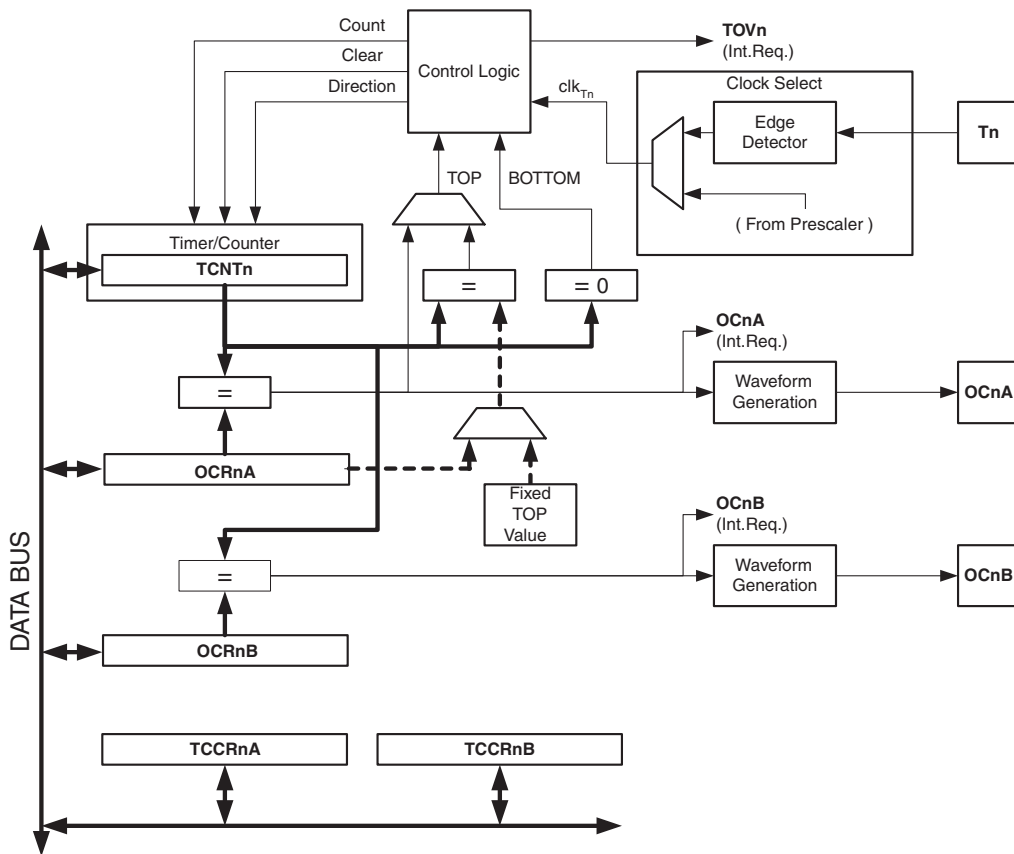 Count
Clear
Direction
Control Logic
TOVn
(Int.Req.)
clkTn
Clock Select
Edge
Detector
Tn
( From Prescaler )
TOP
BOTTOM
Timer/Counter
TCNTn
=
= 0
OCnA
(Int.Req.)
=
Waveform
Generation
OCnA
OCRnA
Fixed
TOP
Value
OCnB
(Int.Req.)
=
Waveform
Generation
OCnB
OCRnB
DATA BUS
TCCRnA
TCCRnB